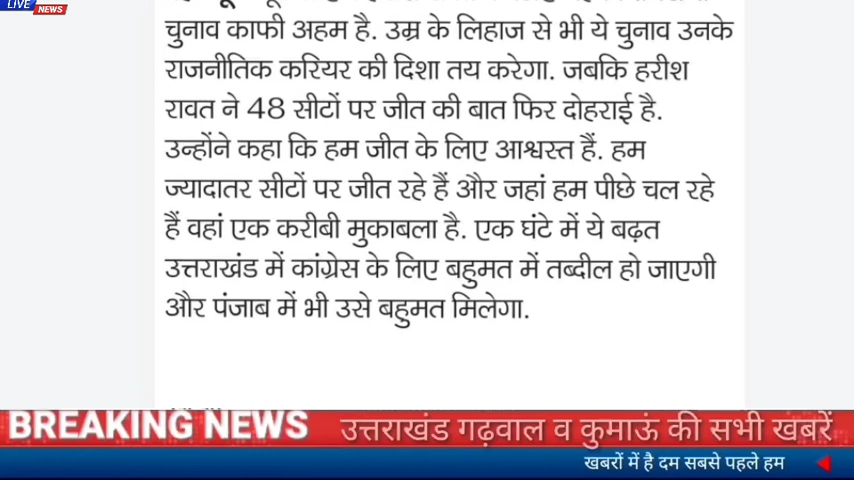 LIVE
NEWS
चुनाव काफी अहम है. उम्र के लिहाज से भी ये चुनाव उनके
राजनीतिक करियर की दिशा तय करेगा. जबकि हरीश
रावत ने 48 सीटों पर जीत की बात फिर दोहराई है.
उन्होंने कहा कि हम जीत के लिए आश्वस्त हैं. हम
ज्यादातर सीटों पर जीत रहे हैं और जहां हम पीछे चल रहे
हैं वहां एक करीबी मुकाबला है. एक घंटे में ये बढ़त
उत्तराखंड में कांग्रेस के लिए बहुमत में तब्दील हो जाएगी
और पंजाब में भी उसे बहुमत मिलेगा.
BREAKING NEWS उत्तराखंड गढ़वाल व कुमाऊं की सभी खबरें
खबरों में है दम सबसे पहले हम